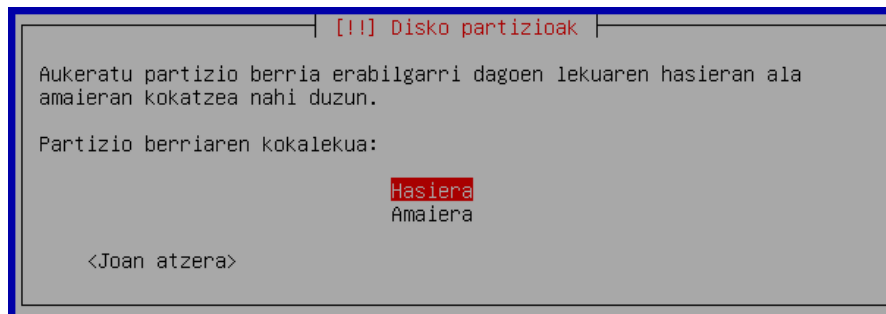 [!!] Disko partizioak
Aukeratu partizio berria erabilgarri dagoen lekuaren hasieran ala
amaieran kokatzea nahi duzun.
Partizio berriaren kokalekua:
Hasiera
Amaiera
<Joan atzera>